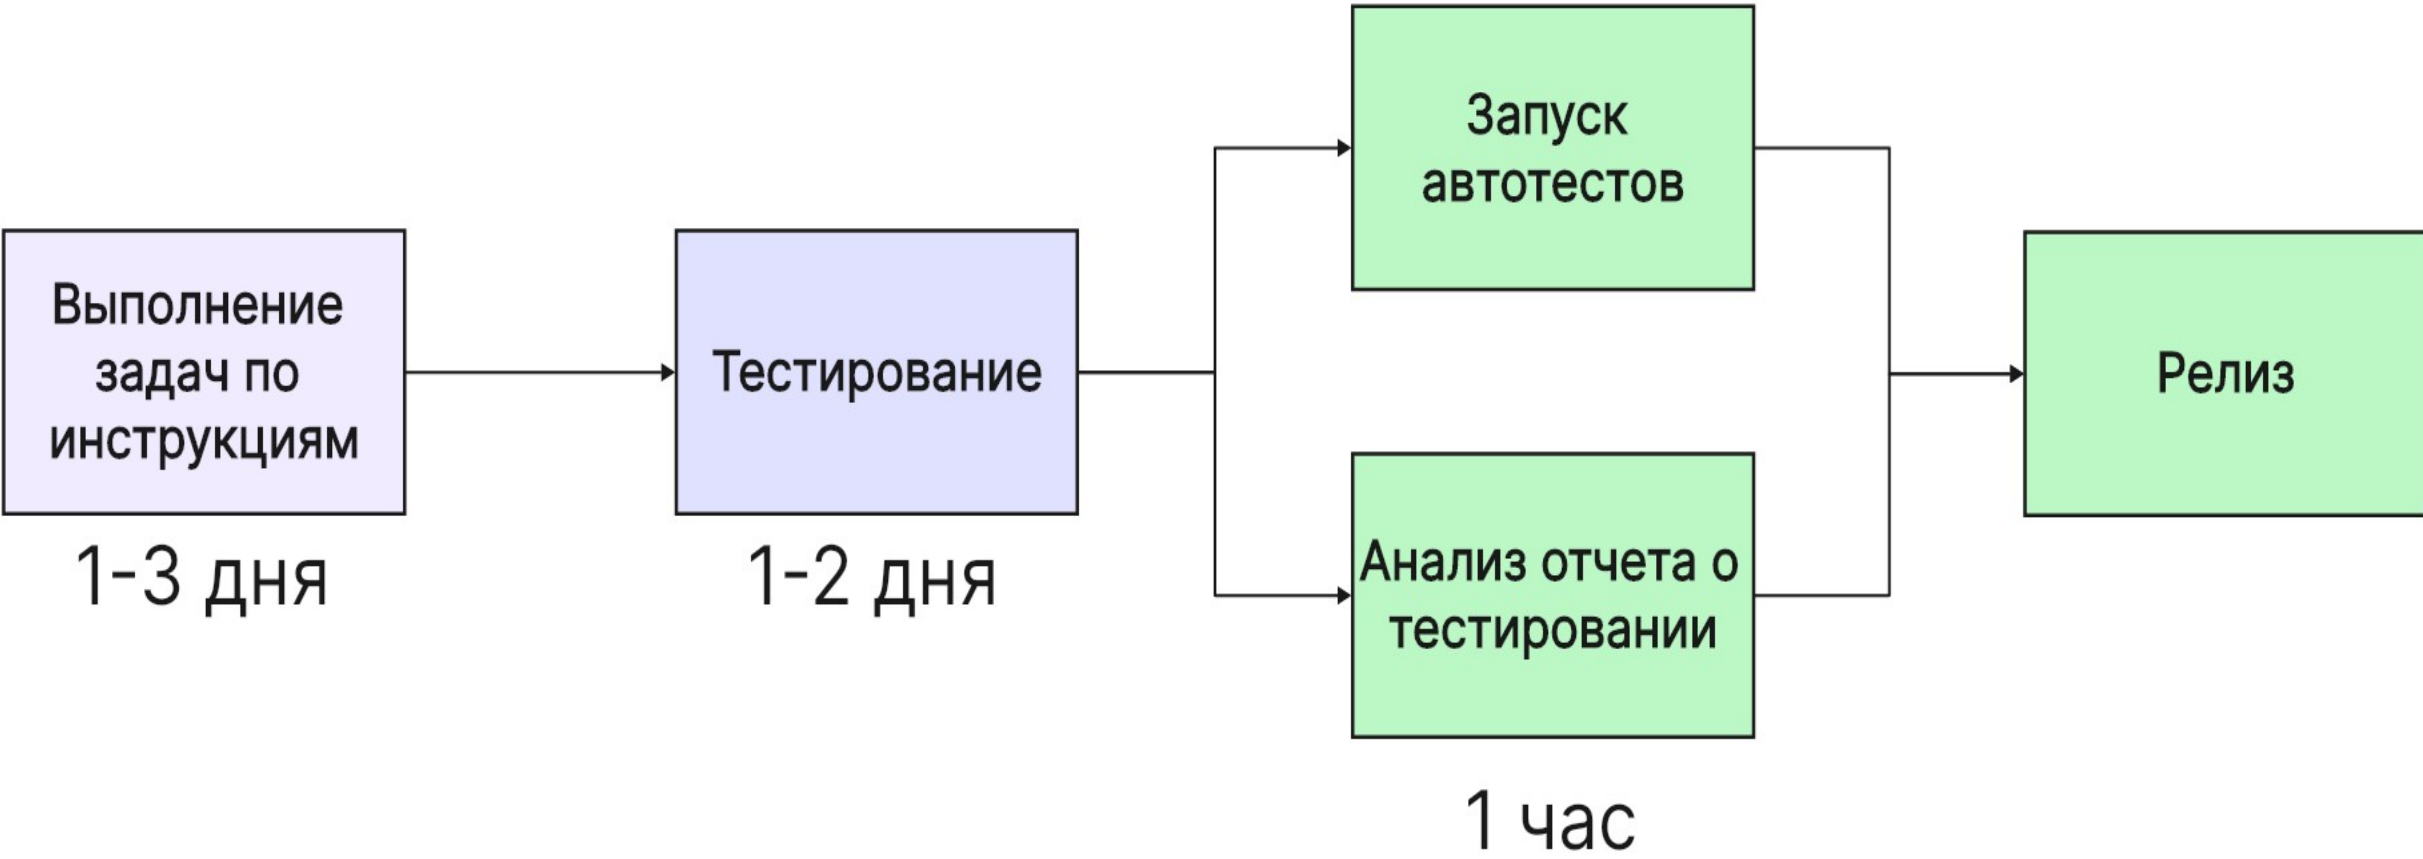 Выполнение
задач по
инструкциям
1-3 дня
Тестирование
1-2 дня
Запуск
автотестов
Анализ отчета о
тестировании
1 час
Релиз